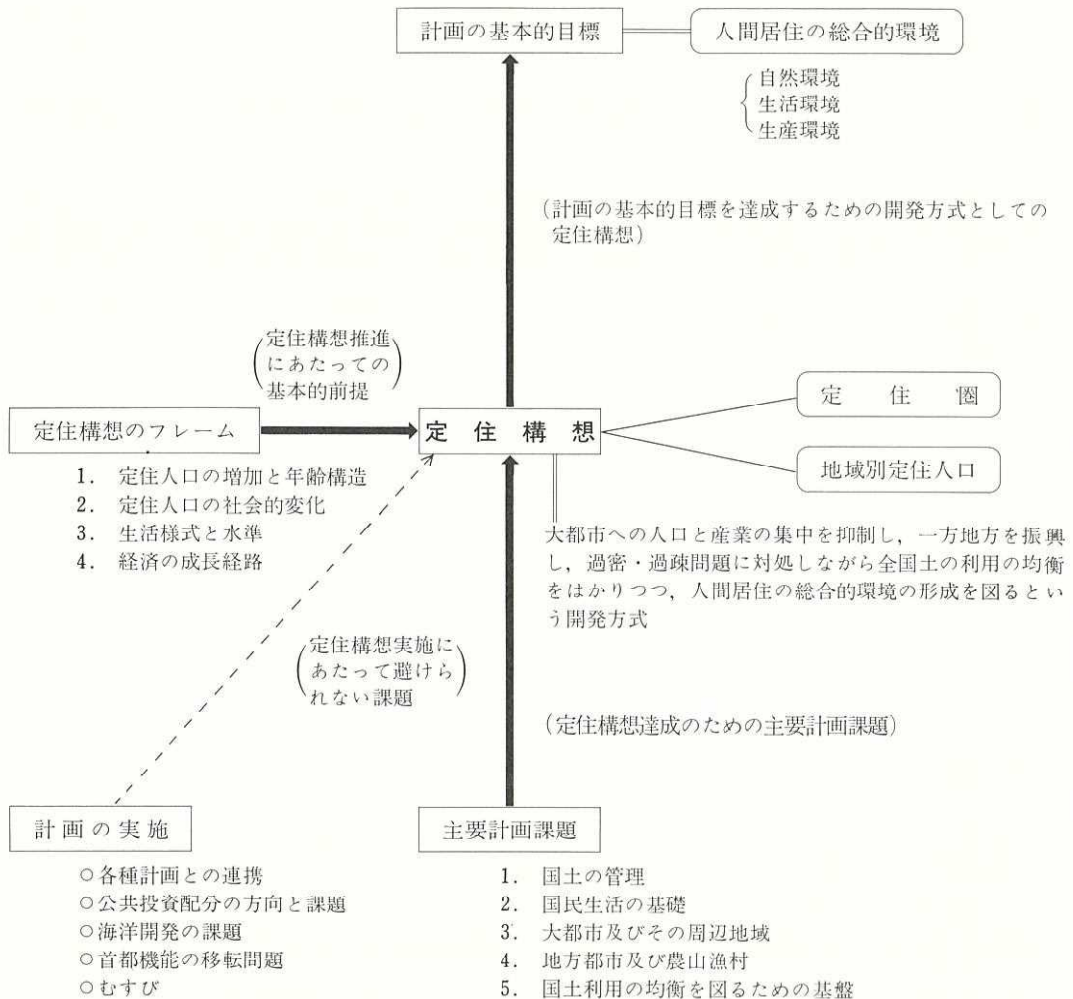 計画の基本的目標
人間居住の総合的環境
自然環境
生活環境
生産環境
(計画の基本的目標を達成するための開発方式としての
定住構想)
定住構想推進
にあたっての
基本的前提
定住構想のフレーム
定住構想
定住圏
地域別定住人口
1. 定住人口の増加と年齢構造
2. 定住人口の社会的変化
3. 生活様式と水準
4. 経済の成長経路
大都市への人口と産業の集中を抑制し，一方地方を振興
し，過密・過疎問題に対処しながら全国土の利用の均衡
をはかりつつ，人間居住の総合的環境の形成を図るとい
う開発方式
定住構想実施に
あたって避けら
れない課題
(定住構想達成のための主要計画課題)
計画の実施
○各種計画との連携
○公共投資配分の方向と課題
○海洋開発の課題
○首都機能の移転問題
○むすび
主要計画課題
1. 国土の管理
2. 国民生活の基礎
3. 大都市及びその周辺地域
4. 地方都市及び農山漁村
5. 国土利用の均衡を図るための基盤